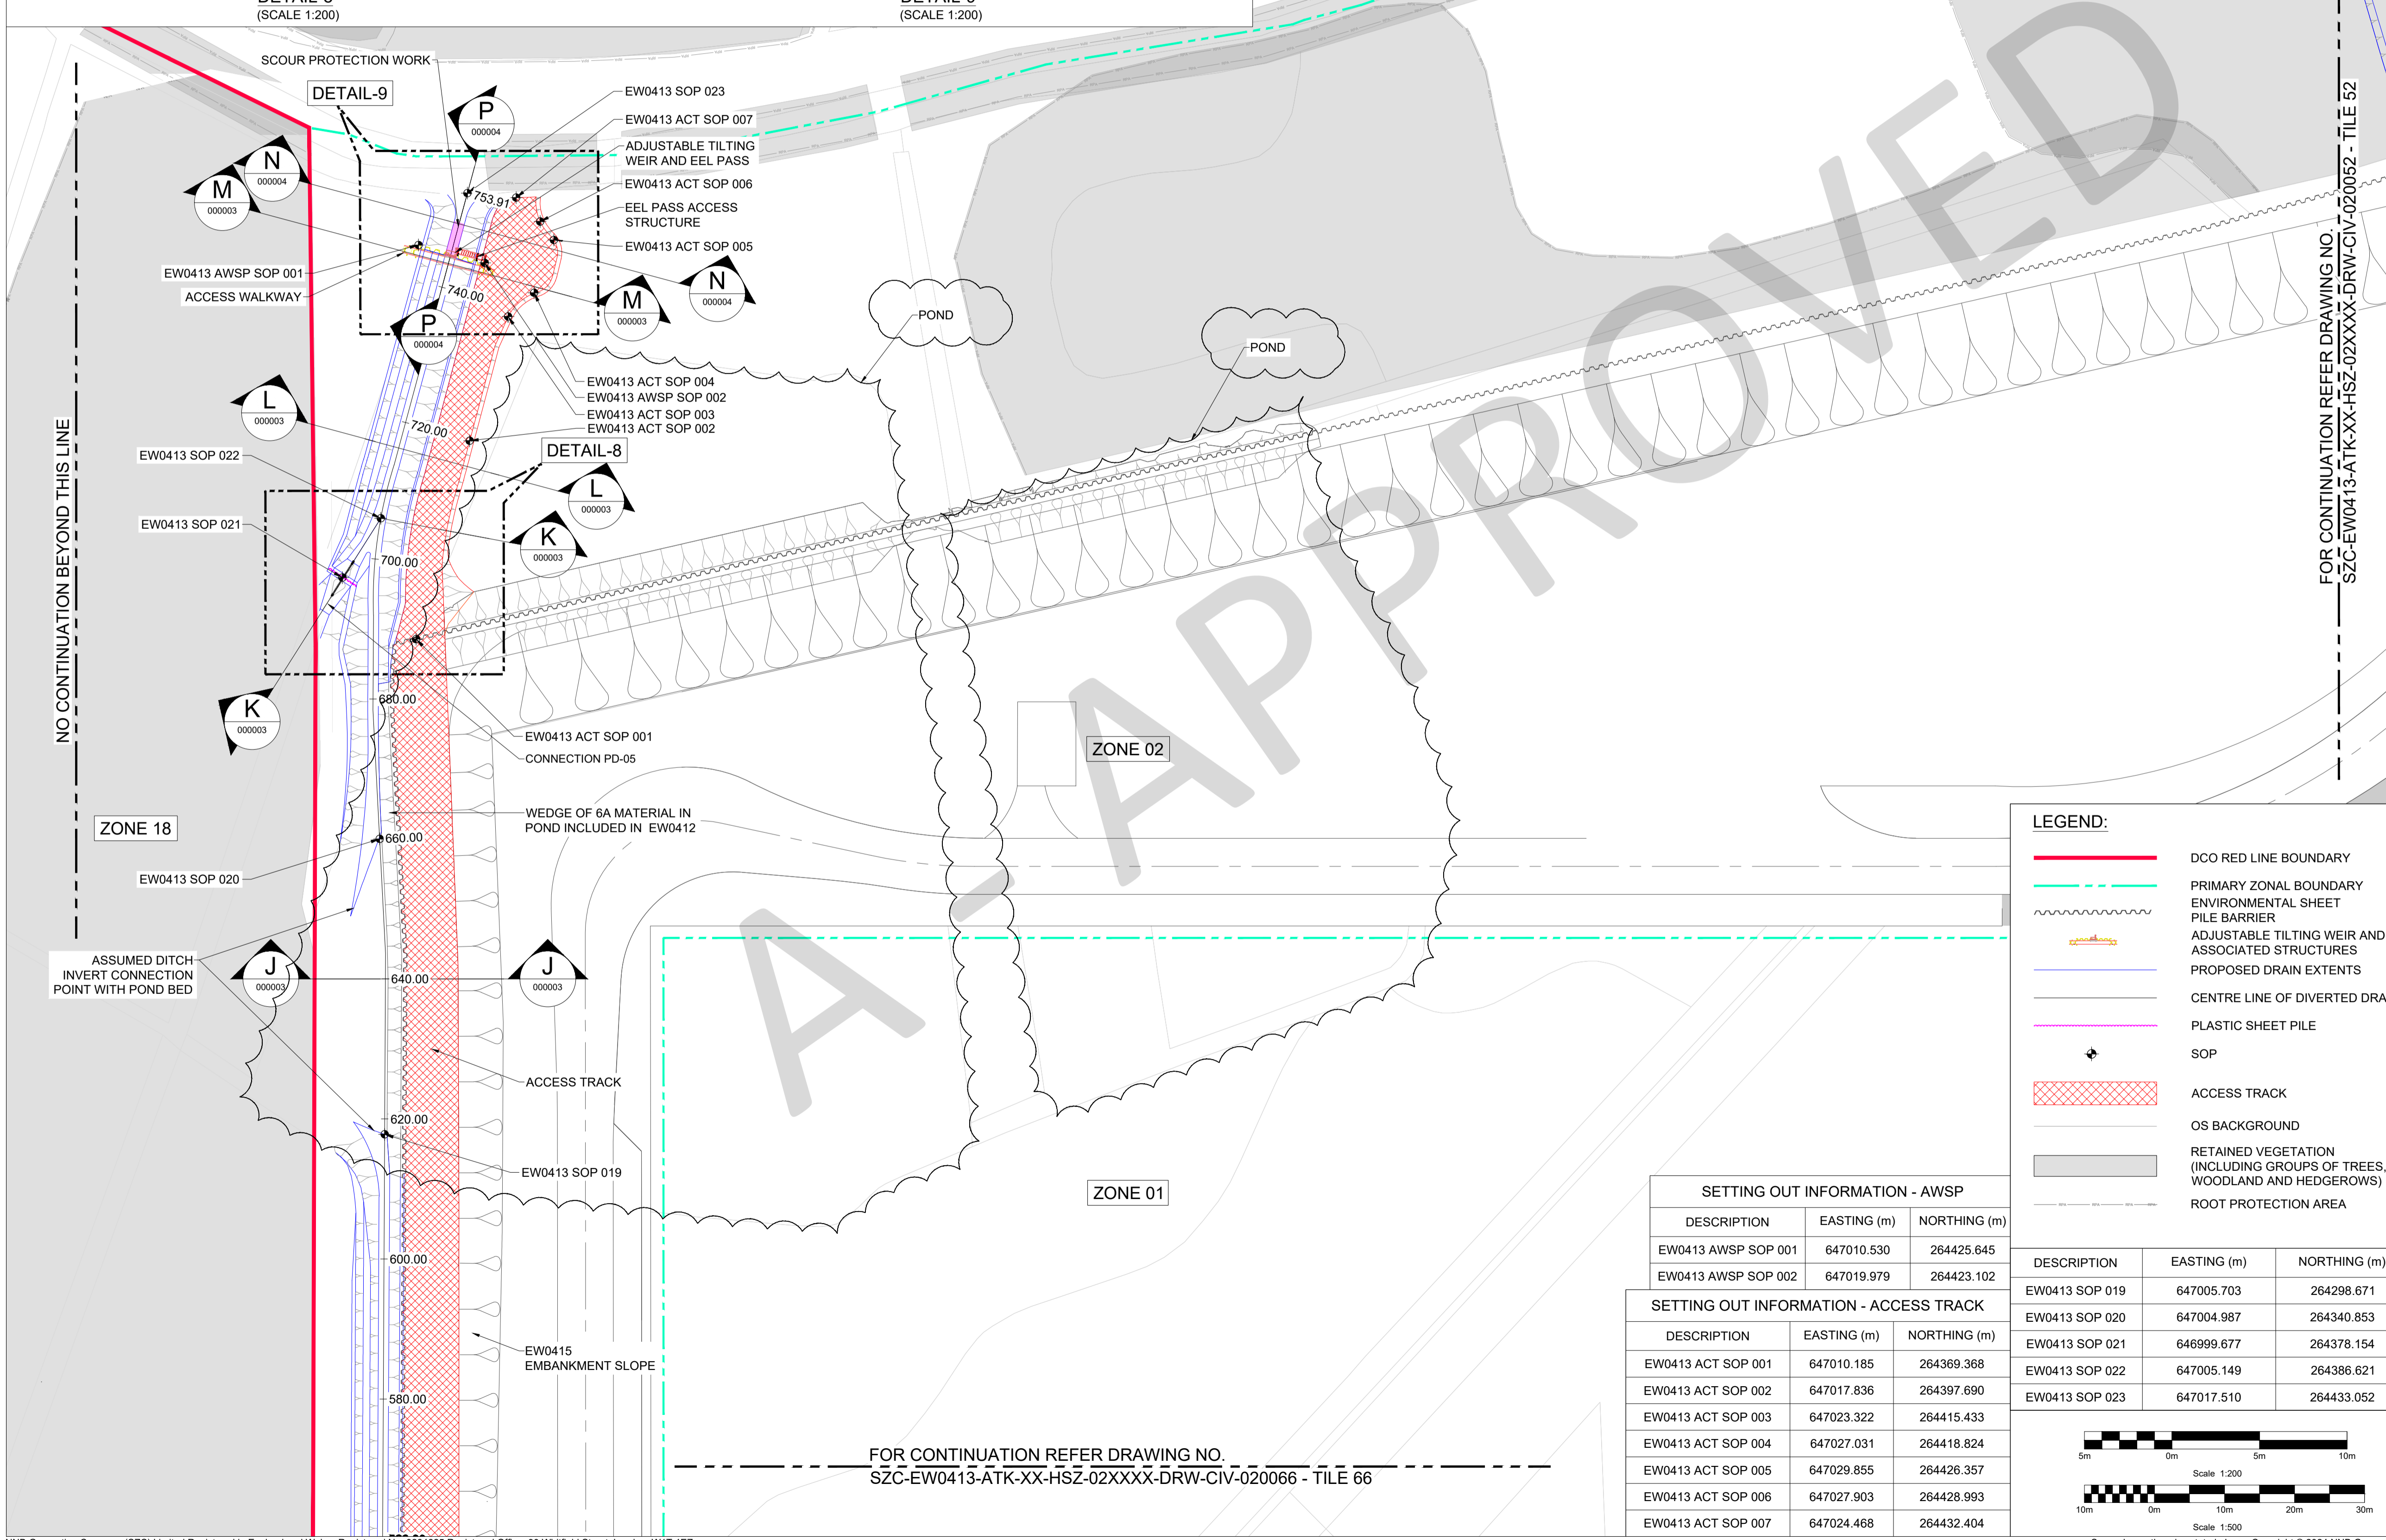 (SCALE 1:200)
(SCALE 1:200)
SCOUR PROTECTION WORK
DETAIL-9
P
000004
EW0413 SOP 023
EW0413 ACT SOP 007
ADJUSTABLE TILTING
WEIR AND EEL PASS
EW0413 ACT SOP 006
EEL PASS ACCESS
STRUCTURE
EW0413 ACT SOP 005
N
000004
M
000003
753.91
EW0413 AWSP SOP 001
ACCESS WALKWAY
740.00
N
000004
M
000003
P
000004
POND
POND
EW0413 ACT SOP 004
EW0413 AWSP SOP 002
EW0413 ACT SOP 003
EW0413 ACT SOP 002
L
000003
720.00
DETAIL-8
EW0413 SOP 022
L
000003
EW0413 SOP 021
K
000003
700.00
NO CONTINUATION BEYOND THIS LINE
K
000003
680.00
EW0413 ACT SOP 001
CONNECTION PD-05
ZONE 02
WEDGE OF 6A MATERIAL IN
POND INCLUDED IN EW0412
ZONE 18
660.00
EW0413 SOP 020
ASSUMED DITCH
INVERT CONNECTION
POINT WITH POND BED
J
000003
J
000003
640.00
ACCESS TRACK
620.00
EW0413 SOP 019
ZONE 01
600.00
EW0415
EMBANKMENT SLOPE
580.00
FOR CONTINUATION REFER DRAWING NO.
SZC-EW0413-ATK-XX-HSZ-02XXXX-DRW-CIV-020066 - TILE 66
FOR CONTINUATION REFER DRAWING NO.
SZC-EW0413-ATK-XX-HSZ-02XXXX-DRW-CIV-020052 - TILE 52
A - APPROVED
LEGEND:
DCO RED LINE BOUNDARY
PRIMARY ZONAL BOUNDARY
ENVIRONMENTAL SHEET
PILE BARRIER
ADJUSTABLE TILTING WEIR AND
ASSOCIATED STRUCTURES
PROPOSED DRAIN EXTENTS
CENTRE LINE OF DIVERTED DRA
PLASTIC SHEET PILE
SOP
ACCESS TRACK
OS BACKGROUND
RETAINED VEGETATION
(INCLUDING GROUPS OF TREES,
WOODLAND AND HEDGEROWS)
ROOT PROTECTION AREA
SETTING OUT INFORMATION - AWSP
DESCRIPTION EASTING (m) NORTHING (m)
EW0413 AWSP SOP 001 647010.530 264425.645
EW0413 AWSP SOP 002 647019.979 264423.102
SETTING OUT INFORMATION - ACCESS TRACK
DESCRIPTION EASTING (m) NORTHING (m)
EW0413 ACT SOP 001 647010.185 264369.368
EW0413 ACT SOP 002 647017.836 264397.690
EW0413 ACT SOP 003 647023.322 264415.433
EW0413 ACT SOP 004 647027.031 264418.824
EW0413 ACT SOP 005 647029.855 264426.357
EW0413 ACT SOP 006 647027.903 264428.993
EW0413 ACT SOP 007 647024.468 264432.404
DESCRIPTION EASTING (m) NORTHING (m)
EW0413 SOP 019 647005.703 264298.671
EW0413 SOP 020 647004.987 264340.853
EW0413 SOP 021 646999.677 264378.154
EW0413 SOP 022 647005.149 264386.621
EW0413 SOP 023 647017.510 264433.052
5m 0m 5m 10m
Scale 1:200
10m 0m 10m 20m 30m
Scale 1:500